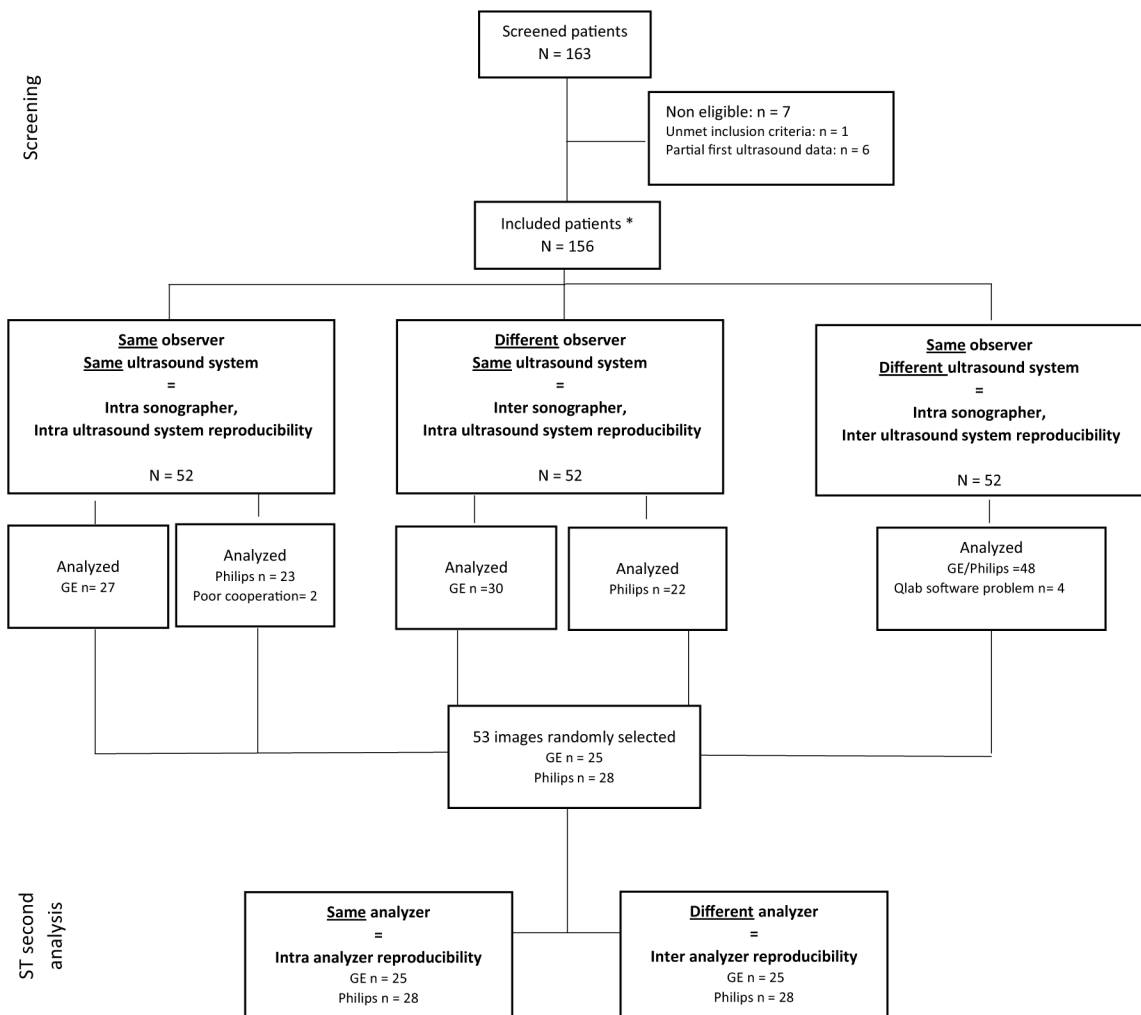 Screening
Screened patients
N = 163
Non eligible: n = 7
Unmet inclusion criteria: n = 1
Partial first ultrasound data: n = 6
Included patients *
N = 156
Same observer
Same ultrasound system
=
Intra sonographer,
Intra ultrasound system reproducibility
N = 52
Different observer
Same ultrasound system
=
Inter sonographer,
Intra ultrasound system reproducibility
N = 52
Same observer
Different ultrasound system
=
Intra sonographer,
Inter ultrasound system reproducibility
N = 52
Analyzed
GE n= 27
Analyzed
Philips n = 23
Poor cooperation= 2
Analyzed
GE n =30
Analyzed
Philips n =22
Analyzed
GE/Philips =48
Qlab software problem n= 4
53 images randomly selected
GE n = 25
Philips n = 28
ST second
analysis
Same analyzer
=
Intra analyzer reproducibility
GE n = 25
Philips n = 28
Different analyzer
=
Inter analyzer reproducibility
GE n = 25
Philips n = 28